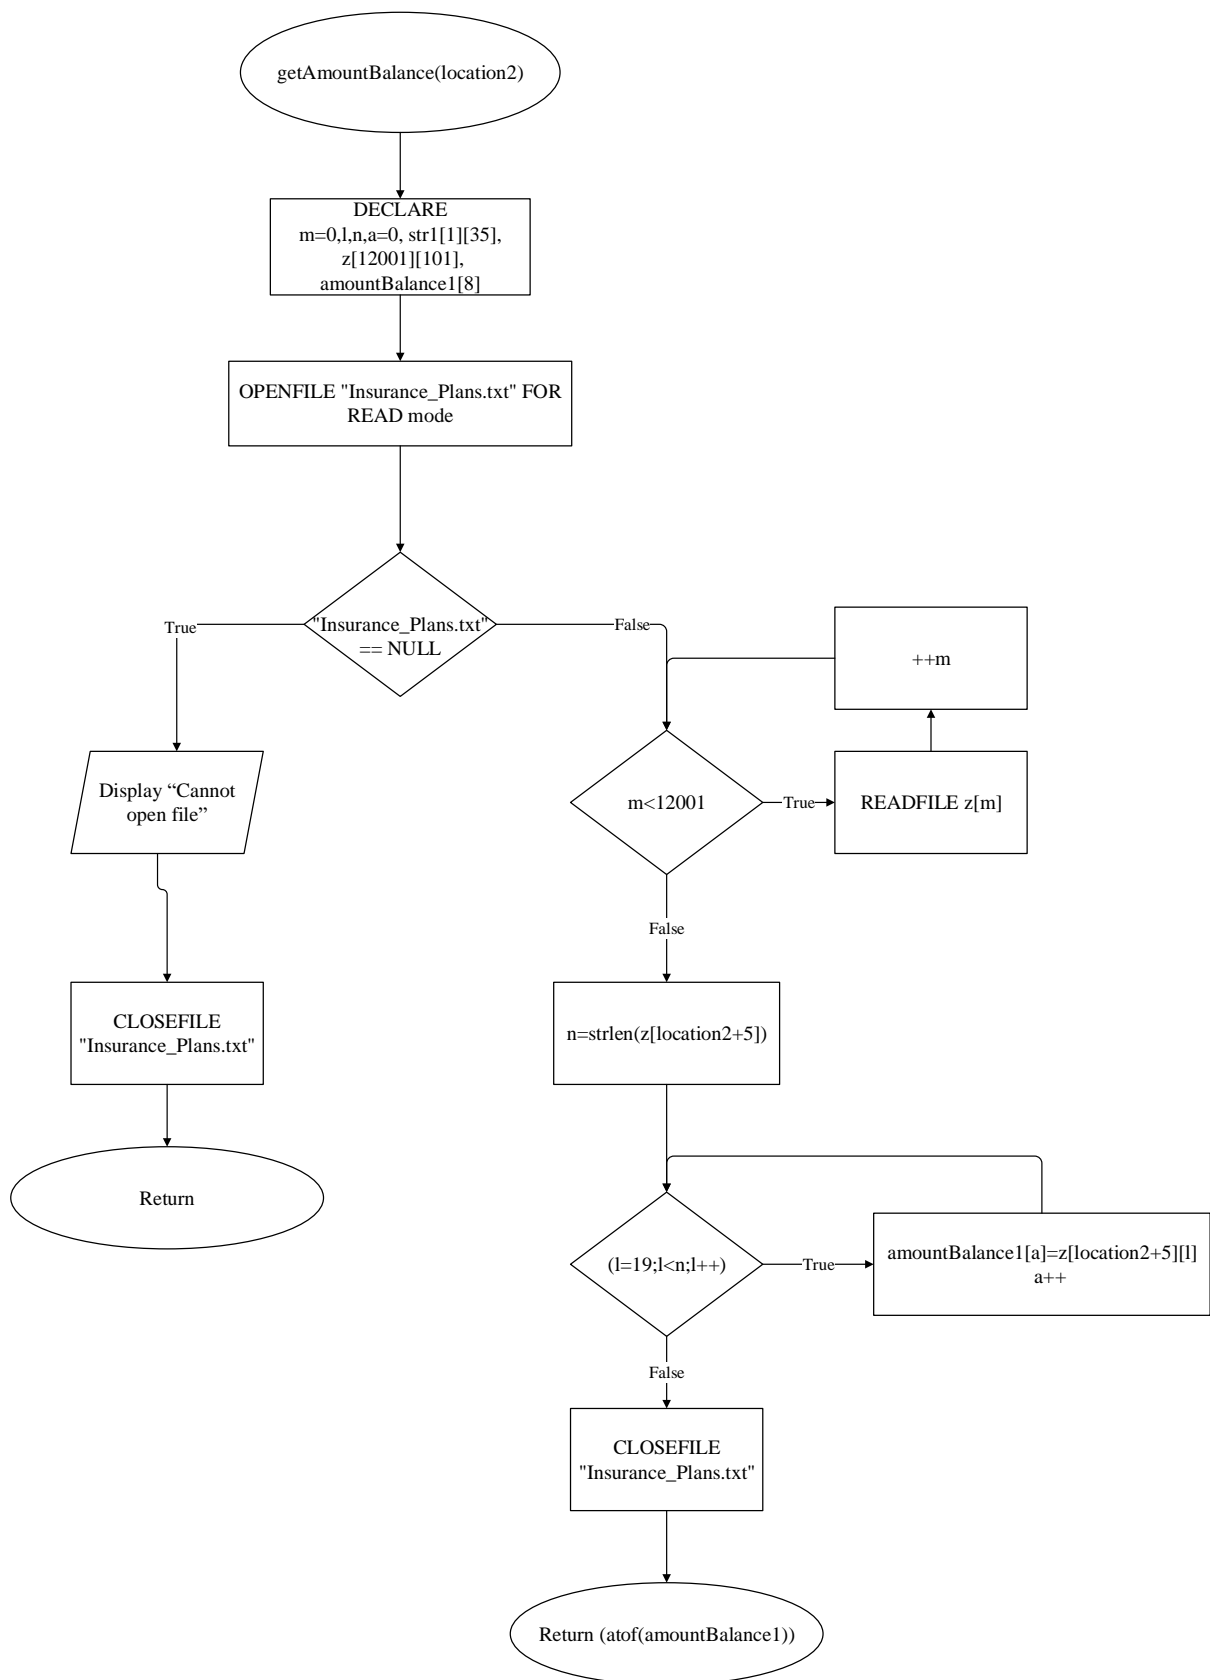 getAmountBalance(location2)
DECLARE
m=0,l,n,a=0, str1[1][35],
z[12001][101],
amountBalance1[8]
OPENFILE "Insurance_Plans.txt" FOR
READ mode
"Insurance_Plans.txt"
== NULL
True
False
++m
Display “Cannot
open file”
m<12001
True
READFILE z[m]
False
CLOSEFILE
"Insurance_Plans.txt"
n=strlen(z[location2+5])
Return
(l=19;l<n;l++)
True
amountBalance1[a]=z[location2+5][l]
a++
False
CLOSEFILE
"Insurance_Plans.txt"
Return (atof(amountBalance1))